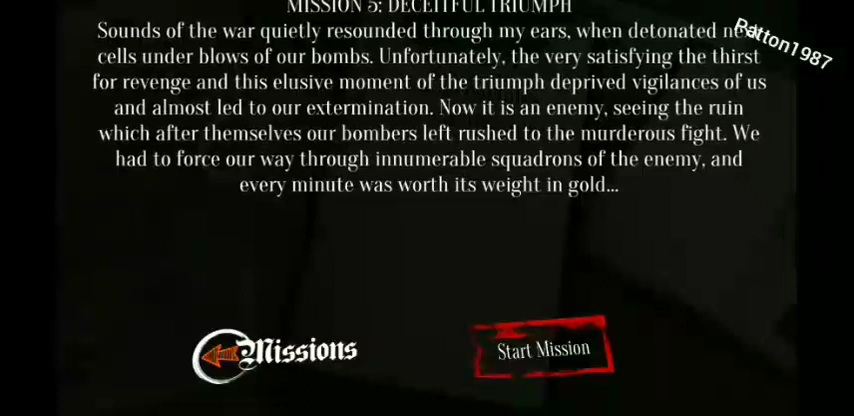 MISSION 5: DECEITFUL TRIUMPH
Sounds of the war quietly resounded through my ears, when detonated
cells under blows of our bombs. Unfortunately, the very satisfying the thirst
for revenge and this elusive moment of the triumph deprived vigilances of us
and almost led to our extermination. Now it is an enemy, seeing the ruin
which after themselves our bombers left rushed to the murderous fight. We
had to force our way through innumerable squadrons of the enemy, and
every minute was worth its weight in gold...
Patton1987
Missions
Start Mission